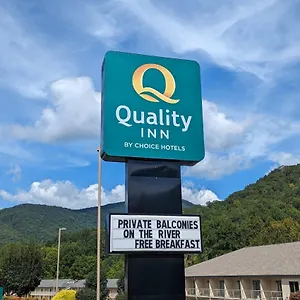 Quality
INN
BY CHOICE HOTELS
PRIVATE BALCONIES
ON THE RIVER
FREE BREAKFAST